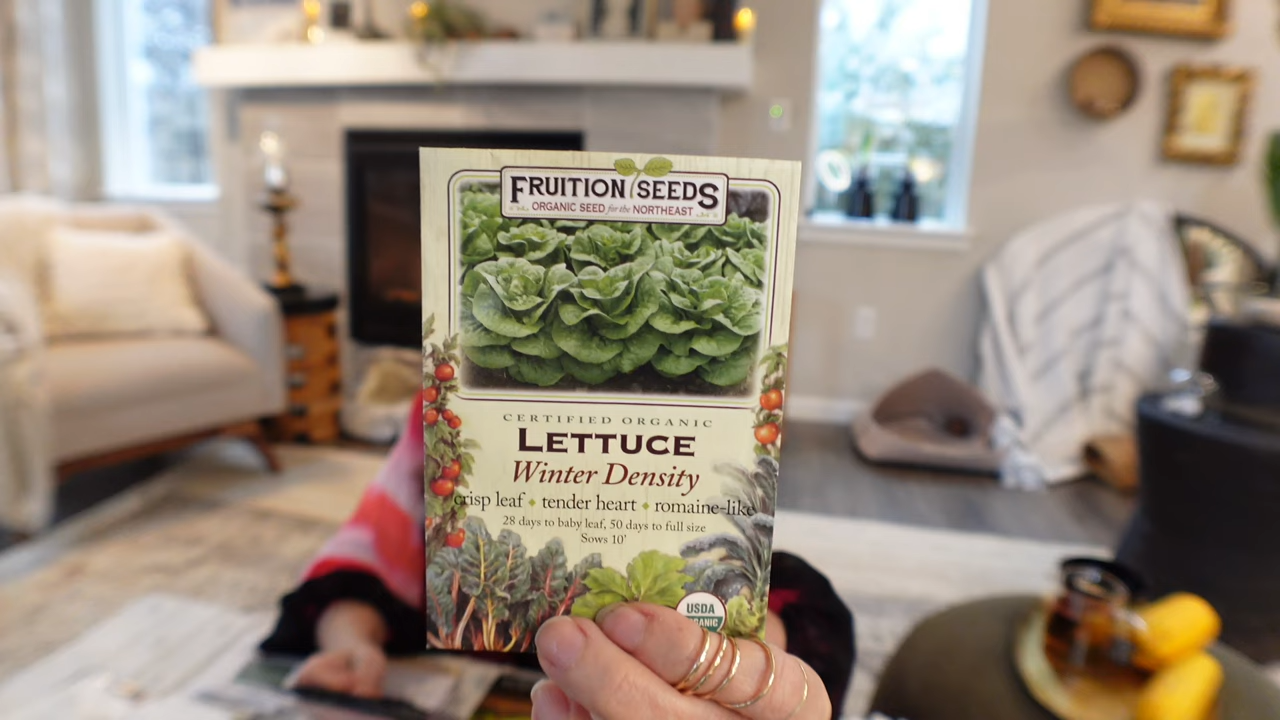 FRUITION SEEDS
ORGANIC SEED for the NORTHEAST
CERTIFIED ORGANIC
LETTUCE
Winter Density
crisp leaf • tender heart • romaine-like
28 days to baby leaf, 50 days to full size
Sows 10'
USDA
ORGANIC